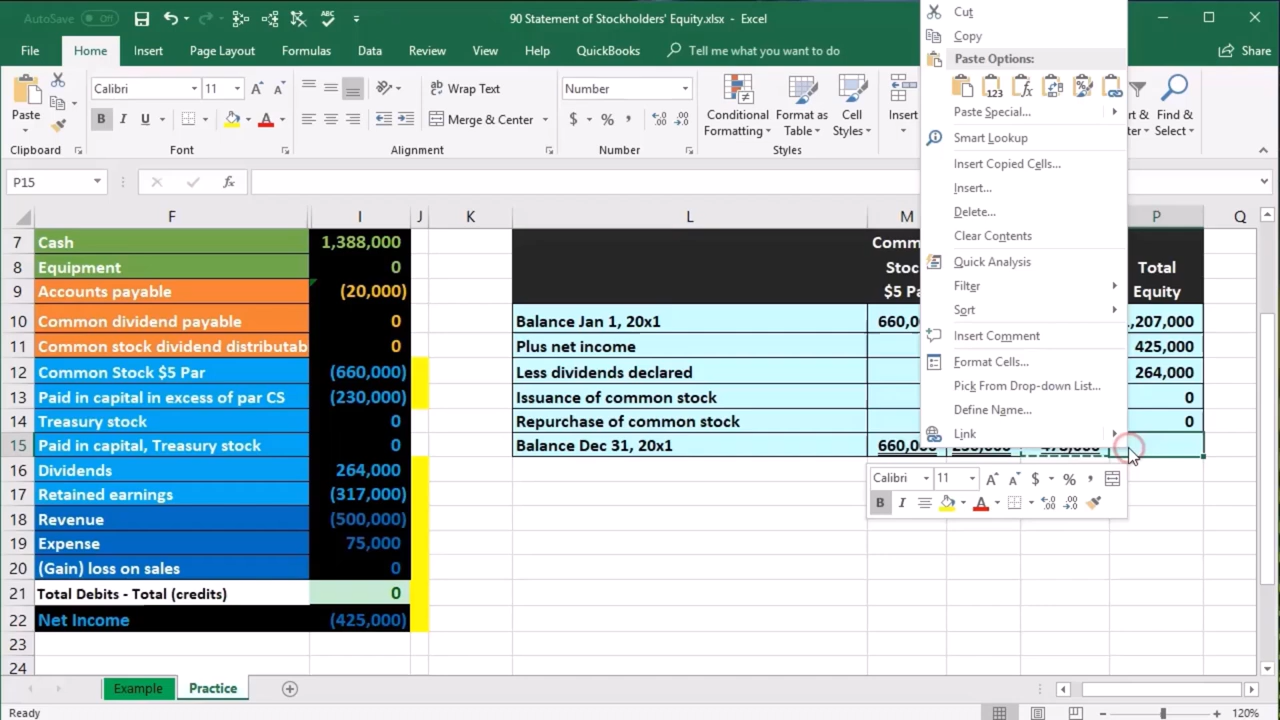 AutoSave Off
90 Statement of Stockholders' Equity.xlsx - Excel
File Home Insert Page Layout Formulas Data Review View Help QuickBooks Tell me what you want to do Share
Paste
Calibri 11
B I U
Wrap Text
Merge & Center
Number
$ % ,
Conditional Formatting
Format as Table
Cell Styles
Insert
Find & Select
Clipboard Font Alignment Number Styles
P15 fx
F I J K L M P Q
7 Cash 1,388,000
8 Equipment 0 Total
9 Accounts payable (20,000) $5 Equity
10 Common dividend payable 0 Balance Jan 1, 20x1 ,207,000
11 Common stock dividend distributab 0 Plus net income 425,000
12 Common Stock $5 Par (660,000) Less dividends declared 264,000
13 Paid in capital in excess of par CS (230,000) Issuance of common stock 0
14 Treasury stock 0 Repurchase of common stock 0
15 Paid in capital, Treasury stock 0 Balance Dec 31, 20x1 660,000
16 Dividends 264,000
17 Retained earnings (317,000)
18 Revenue (500,000)
19 Expense 75,000
20 (Gain) loss on sales 0
21 Total Debits - Total (credits) 0
22 Net Income (425,000)
23
24
Cut
Copy
Paste Options:
Paste Special...
Smart Lookup
Insert Copied Cells...
Insert...
Delete...
Clear Contents
Quick Analysis
Filter
Sort
Insert Comment
Format Cells...
Pick From Drop-down List...
Define Name...
Link
Calibri 11 A A $ % ,
B I A
Example Practice
Ready 120%